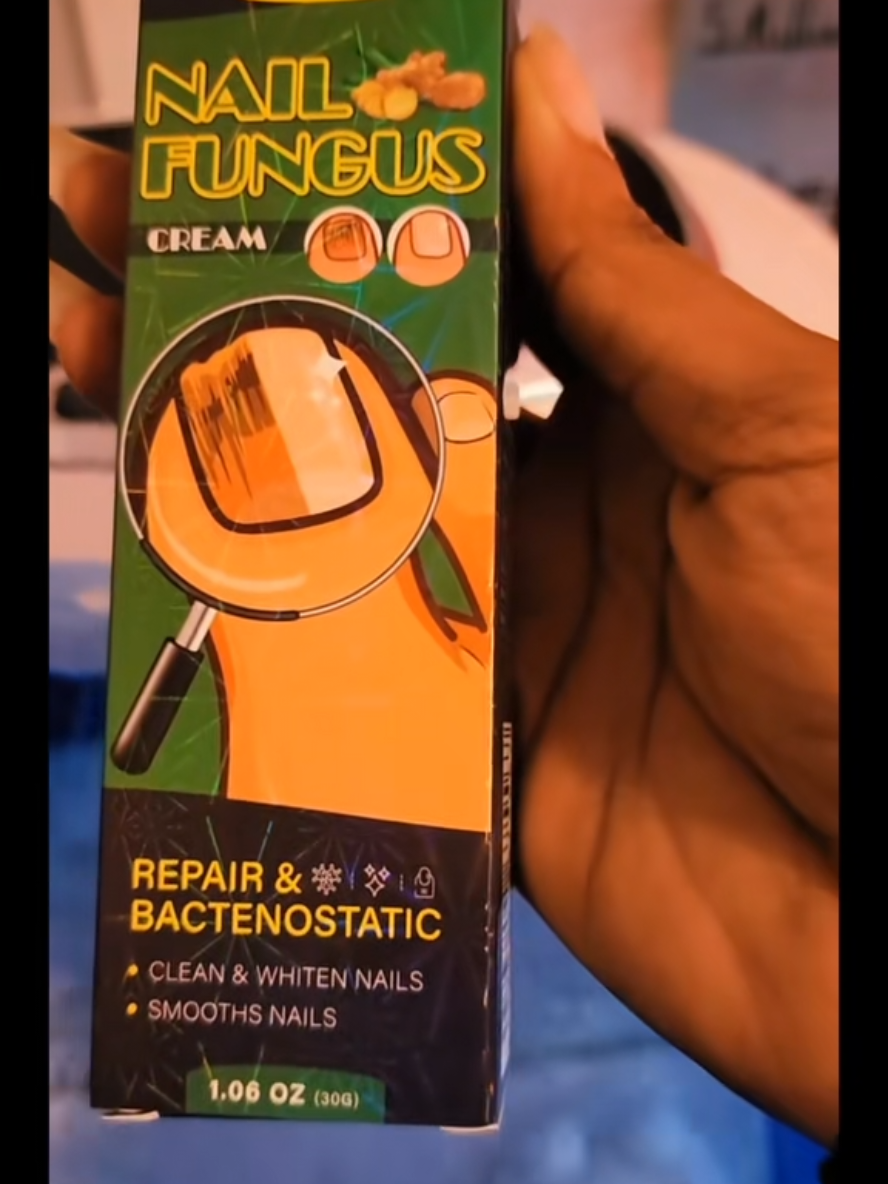 NAIL
FUNGUS
CREAM
REPAIR &
BACTENOSTATIC
• CLEAN & WHITEN NAILS
• SMOOTHS NAILS
1.06 OZ (30G)